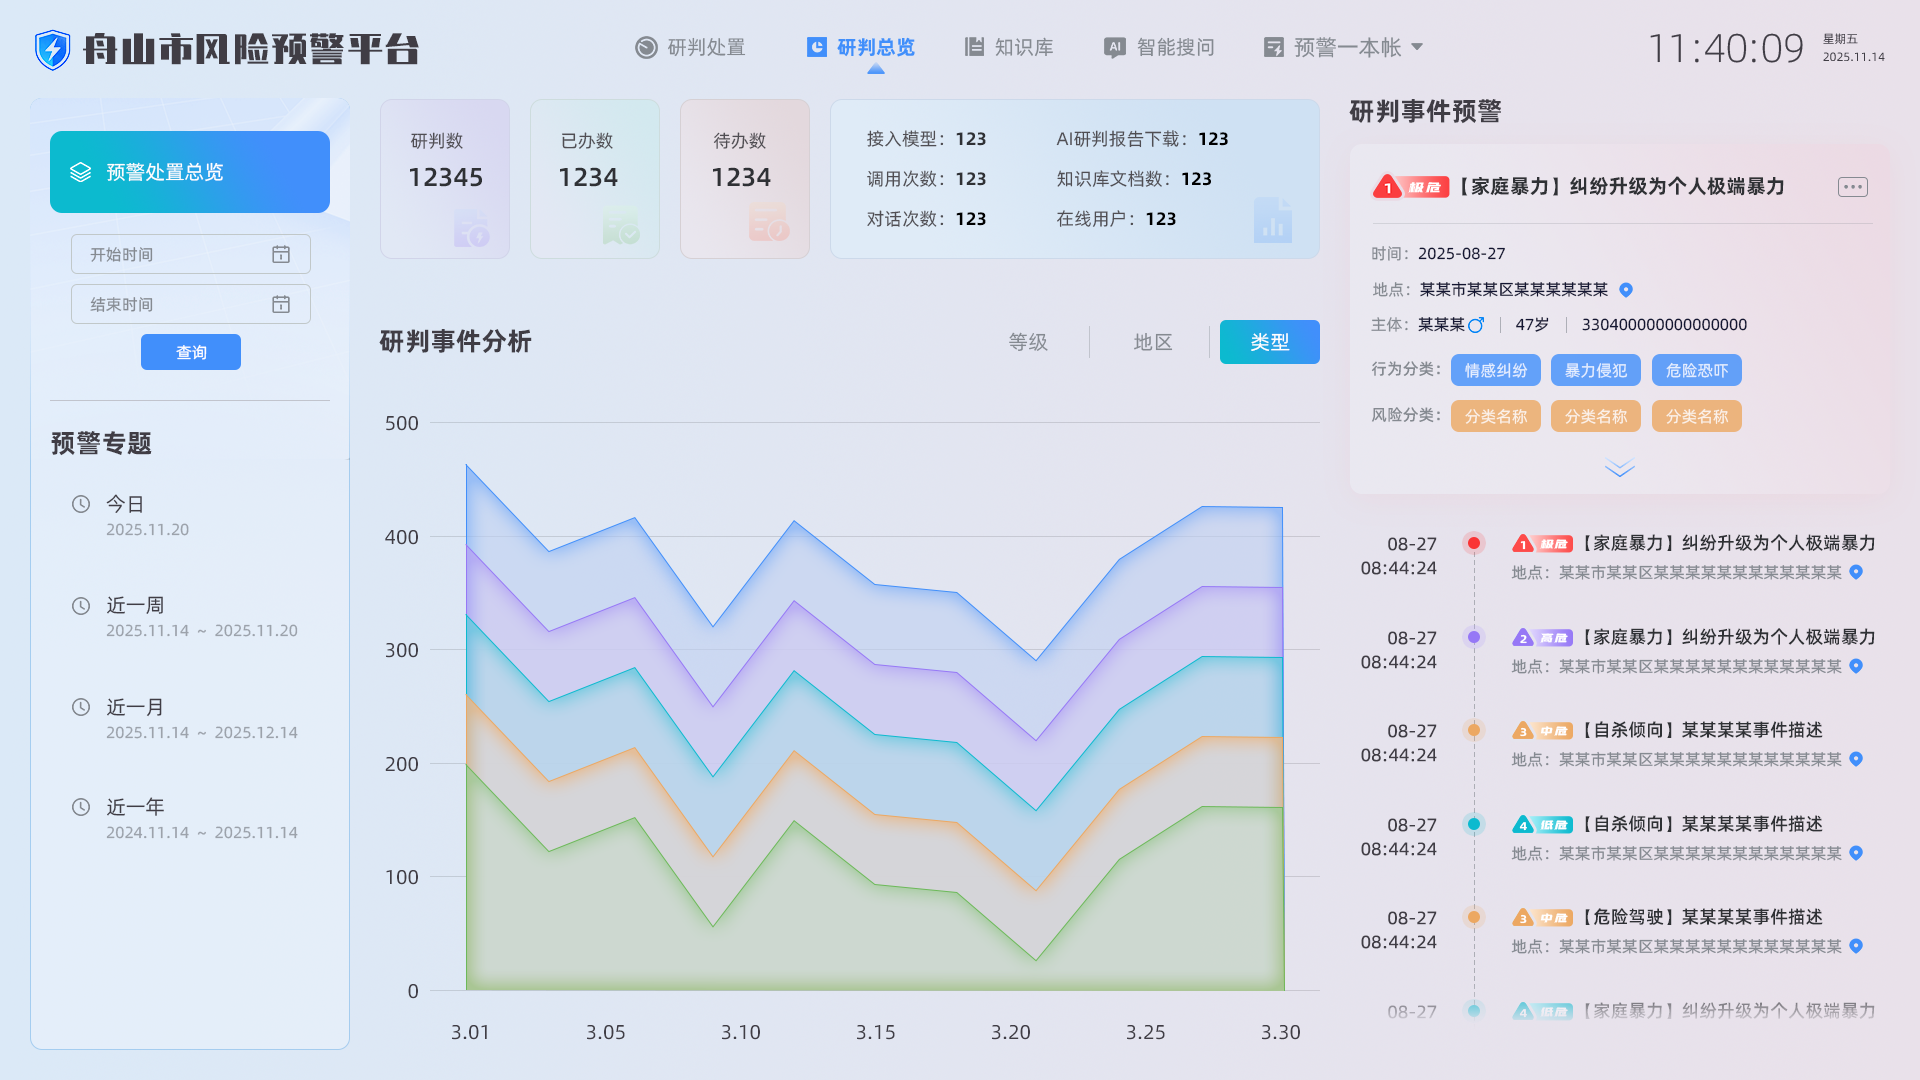 舟山市风险预警平台
研判处置
研判总览
知识库
AI
智能搜问
预警一本帐
11:40:09
星期五
2025.11.14
预警处置总览
开始时间
结束时间
查询
预警专题
今日
2025.11.20
近一周
2025.11.14 ~ 2025.11.20
近一月
2025.11.14 ~ 2025.12.14
近一年
2024.11.14 ~ 2025.11.14
研判数
12345
已办数
1234
待办数
1234
接入模型：123
AI研判报告下载：123
调用次数：123
知识库文档数：123
对话次数：123
在线用户：123
研判事件分析
等级
地区
类型
500
400
300
200
100
0
3.01
3.05
3.10
3.15
3.20
3.25
3.30
研判事件预警
1 极危【家庭暴力】纠纷升级为个人极端暴力
时间：2025-08-27
地点：某某市某某区某某某某某某
主体：某某某 47岁 330400000000000000
行为分类：情感纠纷 暴力侵犯 危险恐吓
风险分类：分类名称 分类名称 分类名称
08-27
08:44:24
1 极危【家庭暴力】纠纷升级为个人极端暴力
地点：某某市某某区某某某某某某某某某某某某
08-27
08:44:24
2 高危【家庭暴力】纠纷升级为个人极端暴力
地点：某某市某某区某某某某某某某某某某某某
08-27
08:44:24
3 中危【自杀倾向】某某某某事件描述
地点：某某市某某区某某某某某某某某某某某某
08-27
08:44:24
4 低危【自杀倾向】某某某某事件描述
地点：某某市某某区某某某某某某某某某某某某
08-27
08:44:24
3 中危【危险驾驶】某某某某事件描述
地点：某某市某某区某某某某某某某某某某某某
08-27
4 低危【家庭暴力】纠纷升级为个人极端暴力